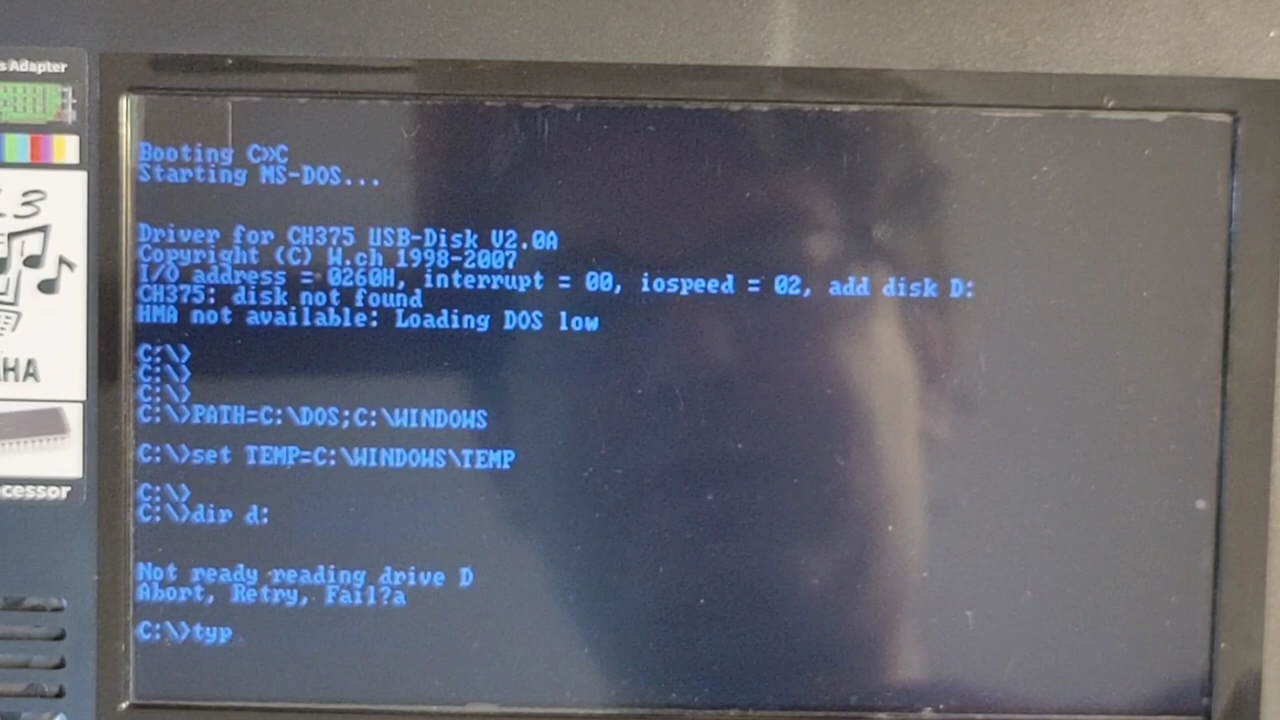 s Adapter
13
AHA
cessor
Booting C»C
Starting MS-DOS...
Driver for CH375 USB-Disk V2.0A
Copyright (C) W.ch 1998-2007
I/O address = 0260H, interrupt = 00, iospeed = 02, add disk D:
CH375: disk not found
HMA not available: Loading DOS low
C:\>
C:\>
C:\>
C:\>PATH=C:\DOS;C:\WINDOWS
C:\>set TEMP=C:\WINDOWS\TEMP
C:\>
C:\>dir d:
Not ready reading drive D
Abort, Retry, Fail?a
C:\>typ